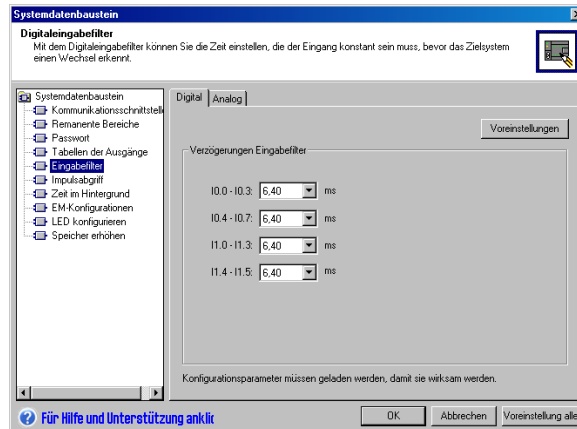 Systemdatenbaustein
Digitaleingabefilter
Mit dem Digitaleingabefilter können Sie die Zeit einstellen, die der Eingang konstant sein muss, bevor das Zielsystem
einen Wechsel erkennt.
Systemdatenbaustein
Kommunikationsschnittstell
Remanente Bereiche
Passwort
Tabellen der Ausgänge
Eingabefilter
Impulsabgriff
Zeit im Hintergrund
EM-Konfigurationen
LED konfigurieren
Speicher erhöhen
Digital Analog
Voreinstellungen
Verzögerungen Eingabefilter
I0.0 - I0.3: 6,40 ms
I0.4 - I0.7: 6,40 ms
I1.0 - I1.3: 6,40 ms
I1.4 - I1.5: 6,40 ms
Konfigurationsparameter müssen geladen werden, damit sie wirksam werden.
Für Hilfe und Unterstützung anklic
OK Abbrechen Voreinstellung alle